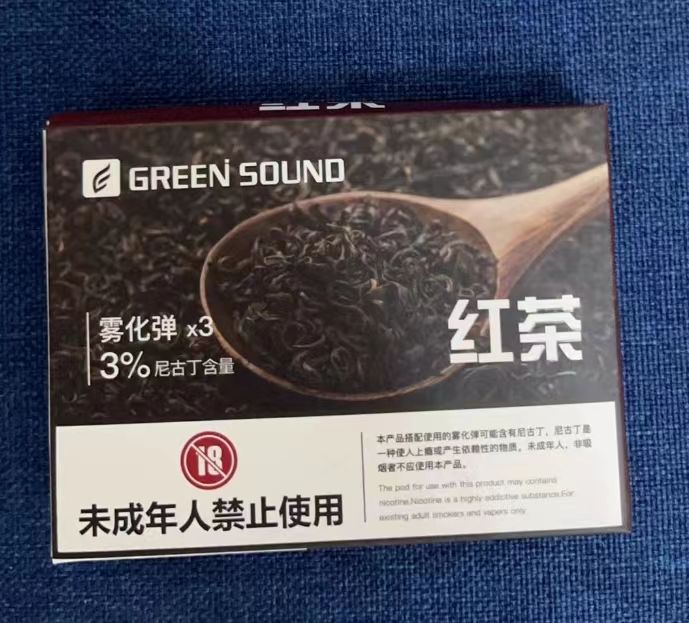 GREEN SOUND
雾化弹 x3
3% 尼古丁含量
红茶
18
未成年人禁止使用
本产品搭配使用的雾化弹可能含有尼古丁，尼古丁是
一种使人上瘾或产生依赖性的物质。未成年人、非吸
烟者不应使用本产品。
The pod for use with this product may contains
nicotine.Nicotine is a highly addictive substance.For
existing adult smokers and vapers only